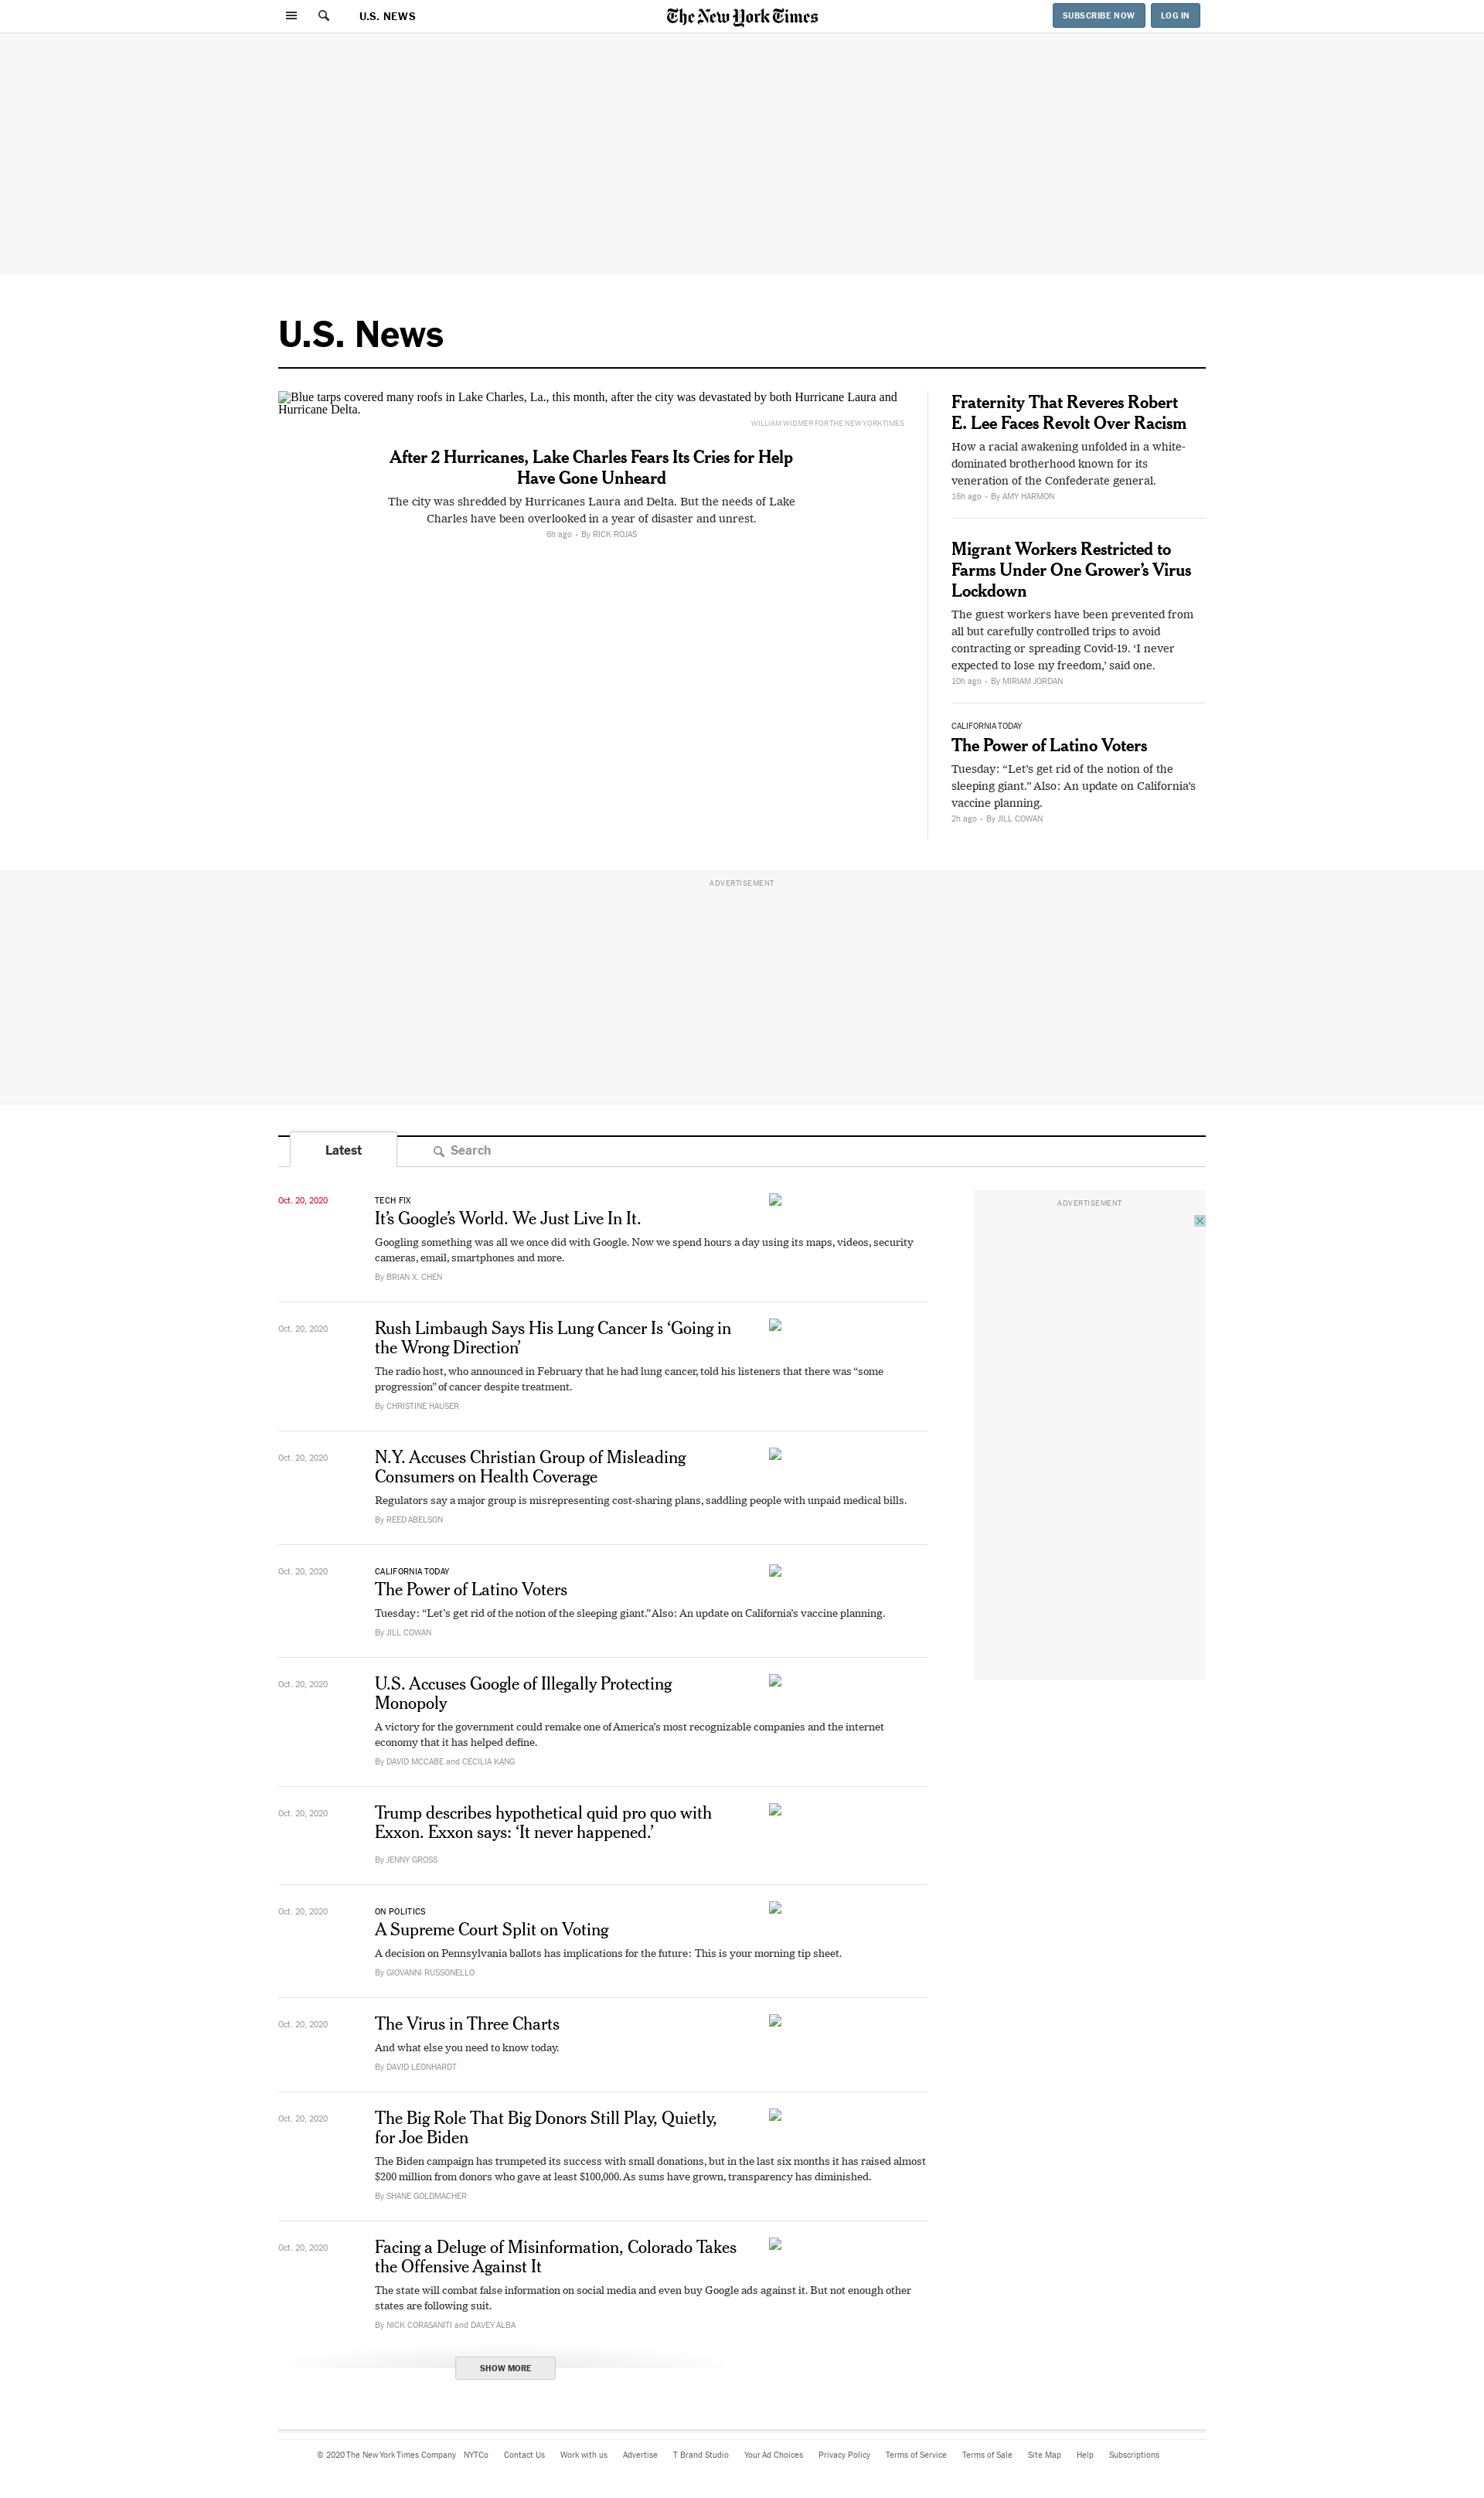 U.S. NEWS
The New York Times
SUBSCRIBE NOW
LOG IN
U.S. News
Blue tarps covered many roofs in Lake Charles, La., this month, after the city was devastated by both Hurricane Laura and
Hurricane Delta.
WILLIAM WIDMER FOR THE NEW YORK TIMES
After 2 Hurricanes, Lake Charles Fears Its Cries for Help
Have Gone Unheard
The city was shredded by Hurricanes Laura and Delta. But the needs of Lake
Charles have been overlooked in a year of disaster and unrest.
6h ago • By RICK ROJAS
Fraternity That Reveres Robert
E. Lee Faces Revolt Over Racism
How a racial awakening unfolded in a white-
dominated brotherhood known for its
veneration of the Confederate general.
16h ago • By AMY HARMON
Migrant Workers Restricted to
Farms Under One Grower’s Virus
Lockdown
The guest workers have been prevented from
all but carefully controlled trips to avoid
contracting or spreading Covid-19. ‘I never
expected to lose my freedom,’ said one.
10h ago • By MIRIAM JORDAN
CALIFORNIA TODAY
The Power of Latino Voters
Tuesday: “Let’s get rid of the notion of the
sleeping giant.” Also: An update on California’s
vaccine planning.
2h ago • By JILL COWAN
ADVERTISEMENT
Latest
Search
Oct. 20, 2020
TECH FIX
It’s Google’s World. We Just Live In It.
Googling something was all we once did with Google. Now we spend hours a day using its maps, videos, security
cameras, email, smartphones and more.
By BRIAN X. CHEN
ADVERTISEMENT
Oct. 20, 2020
Rush Limbaugh Says His Lung Cancer Is ‘Going in
the Wrong Direction’
The radio host, who announced in February that he had lung cancer, told his listeners that there was “some
progression” of cancer despite treatment.
By CHRISTINE HAUSER
Oct. 20, 2020
N.Y. Accuses Christian Group of Misleading
Consumers on Health Coverage
Regulators say a major group is misrepresenting cost-sharing plans, saddling people with unpaid medical bills.
By REED ABELSON
Oct. 20, 2020
CALIFORNIA TODAY
The Power of Latino Voters
Tuesday: “Let’s get rid of the notion of the sleeping giant.” Also: An update on California’s vaccine planning.
By JILL COWAN
Oct. 20, 2020
U.S. Accuses Google of Illegally Protecting
Monopoly
A victory for the government could remake one of America’s most recognizable companies and the internet
economy that it has helped define.
By DAVID MCCABE and CECILIA KANG
Oct. 20, 2020
Trump describes hypothetical quid pro quo with
Exxon. Exxon says: ‘It never happened.’
By JENNY GROSS
Oct. 20, 2020
ON POLITICS
A Supreme Court Split on Voting
A decision on Pennsylvania ballots has implications for the future: This is your morning tip sheet.
By GIOVANNI RUSSONELLO
Oct. 20, 2020
The Virus in Three Charts
And what else you need to know today.
By DAVID LEONHARDT
Oct. 20, 2020
The Big Role That Big Donors Still Play, Quietly,
for Joe Biden
The Biden campaign has trumpeted its success with small donations, but in the last six months it has raised almost
$200 million from donors who gave at least $100,000. As sums have grown, transparency has diminished.
By SHANE GOLDMACHER
Oct. 20, 2020
Facing a Deluge of Misinformation, Colorado Takes
the Offensive Against It
The state will combat false information on social media and even buy Google ads against it. But not enough other
states are following suit.
By NICK CORASANITI and DAVEY ALBA
SHOW MORE
© 2020 The New York Times Company NYTCo Contact Us Work with us Advertise T Brand Studio Your Ad Choices Privacy Policy Terms of Service Terms of Sale Site Map Help Subscriptions